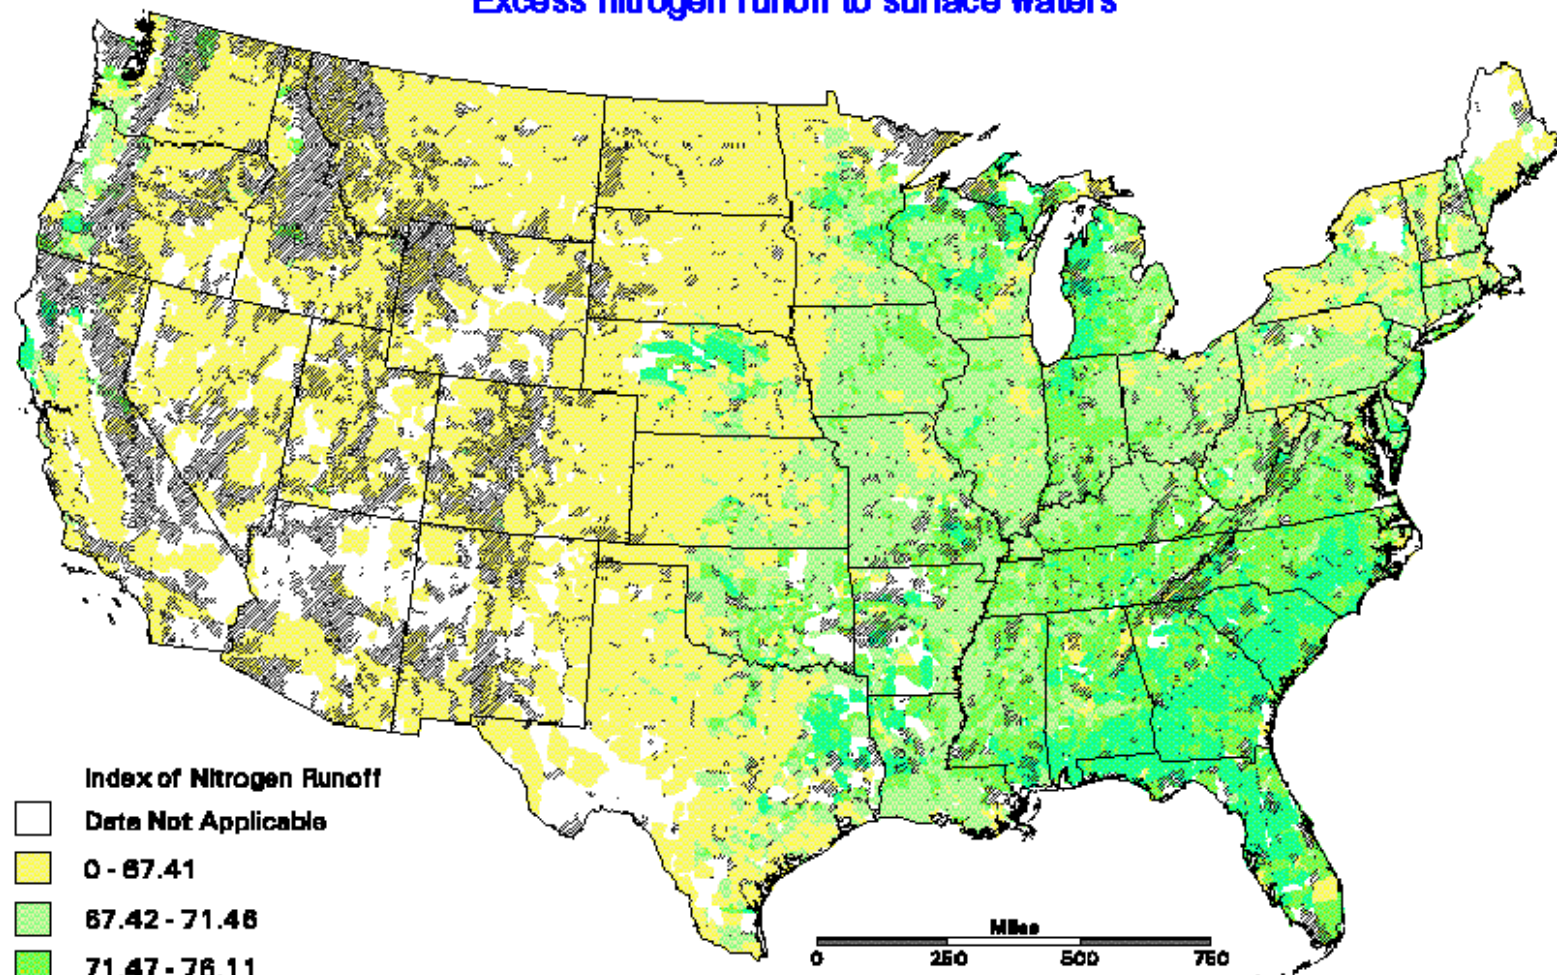 Excess nitrogen runoff to surface waters
Index of Nitrogen Runoff
Data Not Applicable
0 - 67.41
67.42 - 71.46
71.47 - 76.11
Miles
0 250 500 750